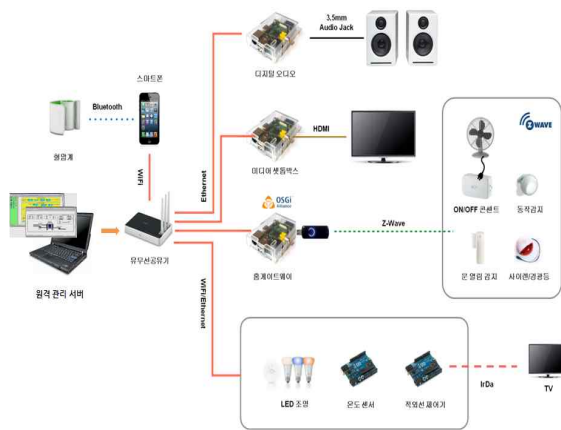 3.5mm
Audio Jack
디지털 오디오
스마트폰
Bluetooth
혈압계
WiFi
Ethernet
HDMI
미디어 셋톱박스
Z WAVE
ON/OFF 콘센트
동작감지
OSGi
Alliance
Z-Wave
홈게이트웨이
유무선공유기
문 열림 감지
사이렌/경광등
원격 관리 서버
WiFi/Ethernet
LED 조명
온도 센서
적외선 제어기
IrDa
TV